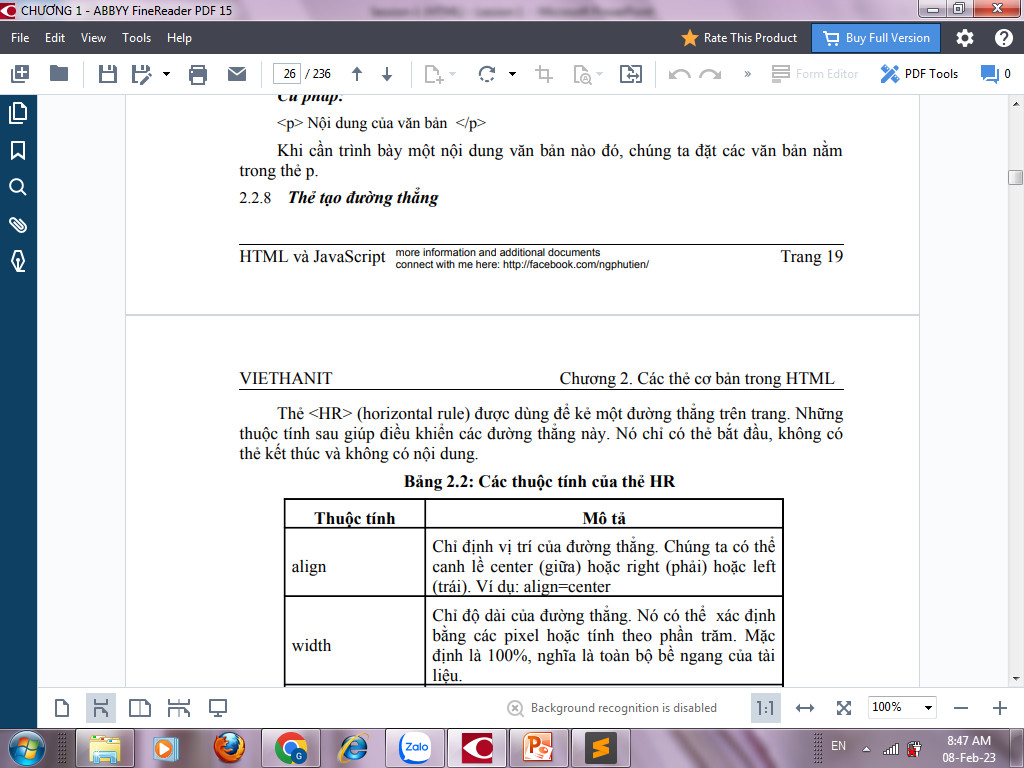 CHƯƠNG 1 - ABBYY FineReader PDF 15
File Edit View Tools Help
Rate This Product
Buy Full Version
26 / 236
Form Editor
PDF Tools
0
Cú pháp:
<p> Nội dung của văn bản </p>
Khi cần trình bày một nội dung văn bản nào đó, chúng ta đặt các văn bản nằm
trong thẻ p.
2.2.8 Thẻ tạo đường thẳng
HTML và JavaScript
more information and additional documents
connect with me here: http://facebook.com/ngphutien/
Trang 19
VIETHANIT Chương 2. Các thẻ cơ bản trong HTML
Thẻ <HR> (horizontal rule) được dùng để kẻ một đường thẳng trên trang. Những
thuộc tính sau giúp điều khiển các đường thẳng này. Nó chỉ có thẻ bắt đầu, không có
thẻ kết thúc và không có nội dung.
Bảng 2.2: Các thuộc tính của thẻ HR
Thuộc tính Mô tả
align
Chỉ định vị trí của đường thẳng. Chúng ta có thể
canh lề center (giữa) hoặc right (phải) hoặc left
(trái). Ví dụ: align=center
width
Chỉ độ dài của đường thẳng. Nó có thể xác định
bằng các pixel hoặc tính theo phần trăm. Mặc
định là 100%, nghĩa là toàn bộ bề ngang của tài
liệu.
Background recognition is disabled
1:1
100%
Zalo
EN
8:47 AM
08-Feb-23